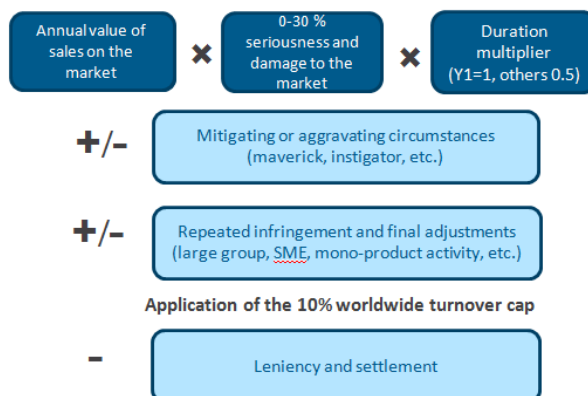 Annual value of
sales on the
market
×
0-30 %
seriousness and
damage to the
market
×
Duration
multiplier
(Y1=1, others 0.5)
+/-
Mitigating or aggravating circumstances
(maverick, instigator, etc.)
+/-
Repeated infringement and final adjustments
(large group, SME, mono-product activity, etc.)
Application of the 10% worldwide turnover cap
-
Leniency and settlement